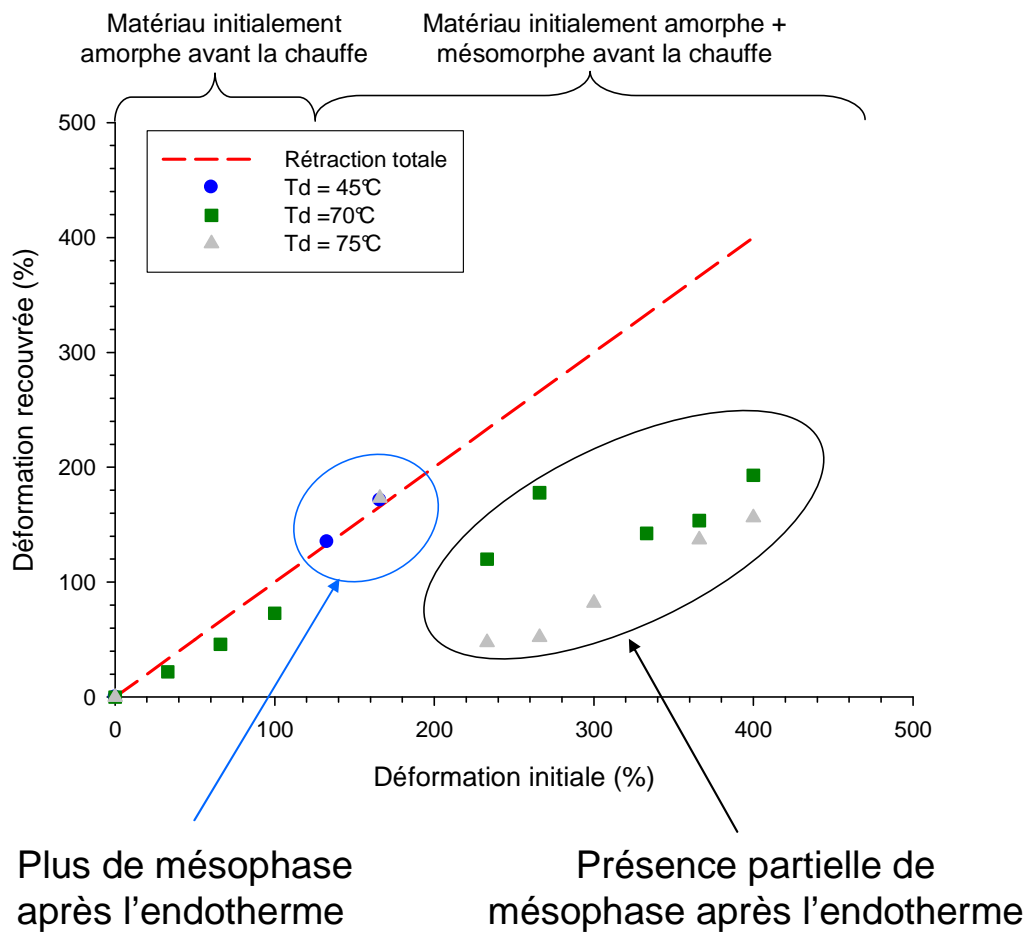 Matériau initialement
amorphe avant la chauffe
Matériau initialement amorphe +
mésomorphe avant la chauffe
500
400
300
200
100
0
Déformation recouvrée (%)
Rétraction totale
Td = 45°C
Td =70°C
Td = 75°C
0
100
200
300
400
500
Déformation initiale (%)
Plus de mésophase
après l'endotherme
Présence partielle de
mésophase après l'endotherme